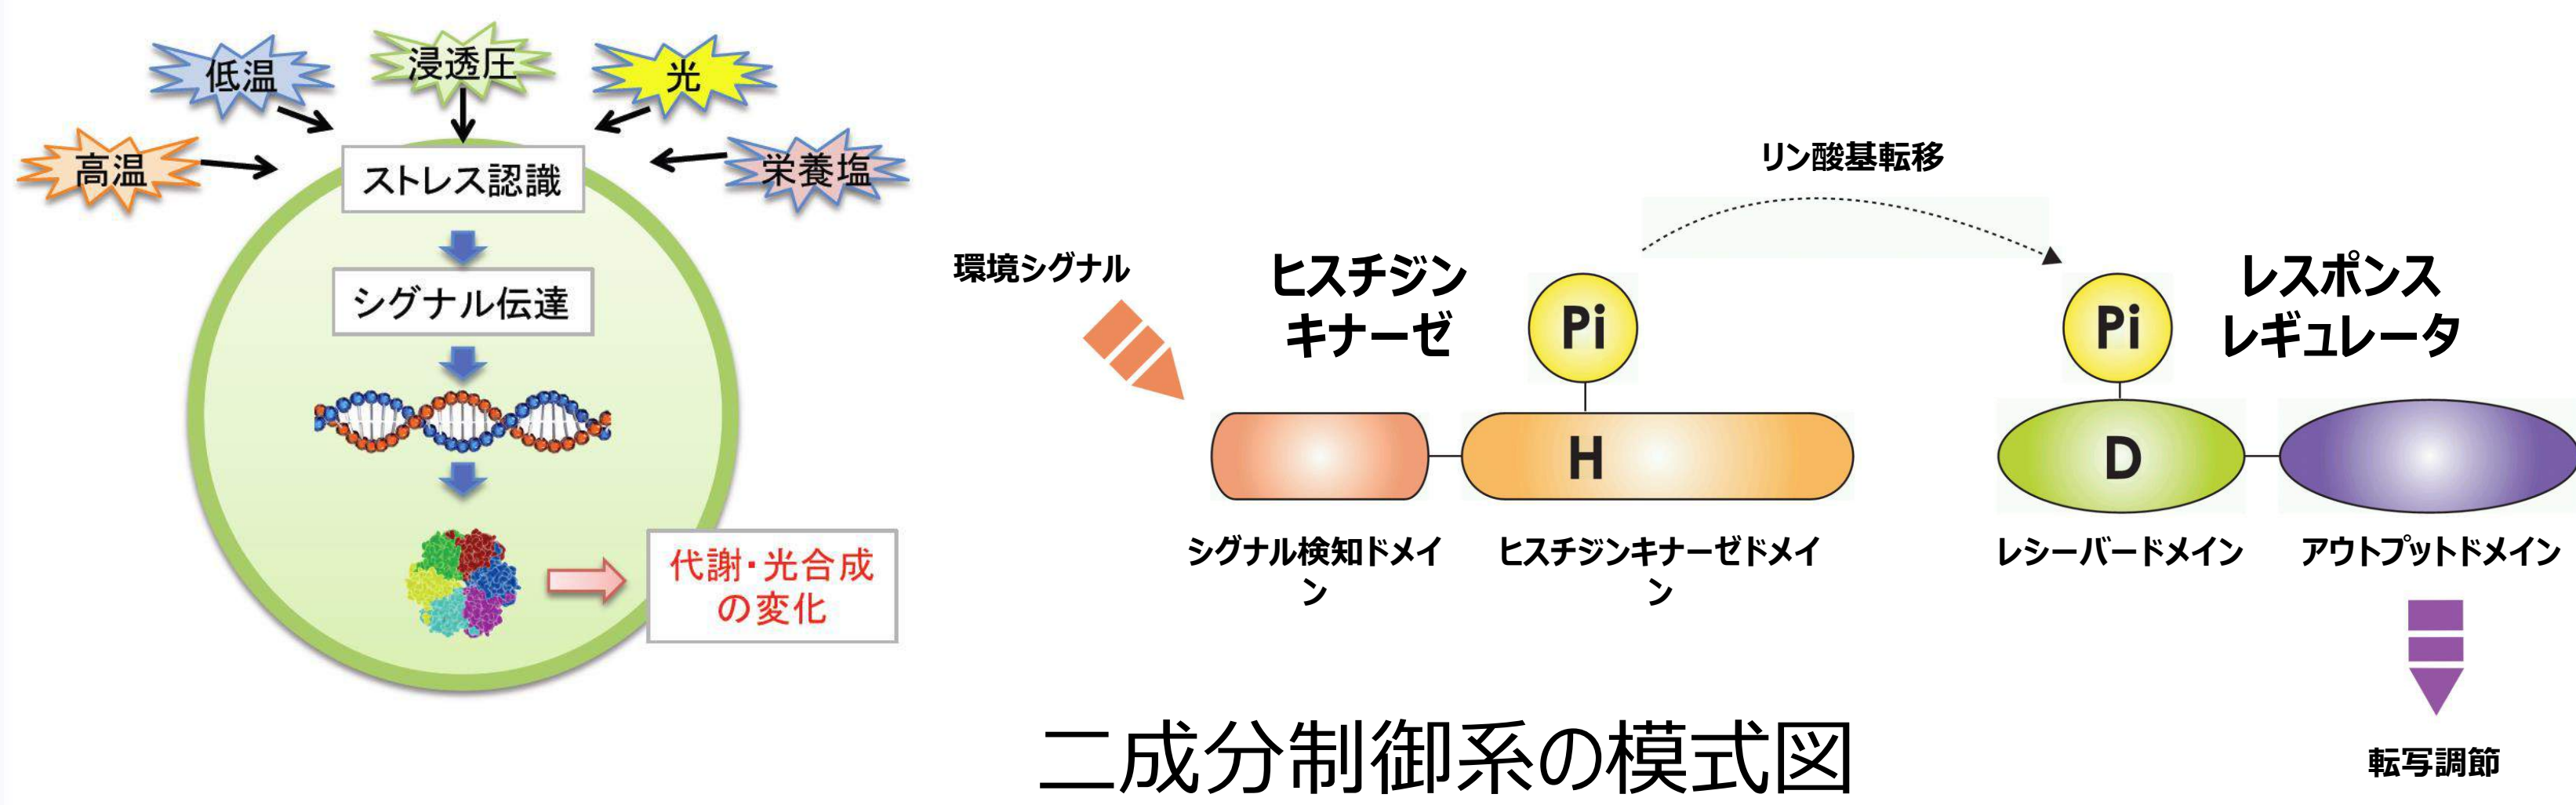 低温
浸透圧
光
高温
栄養塩
ストレス認識
シグナル伝達
代謝・光合成
の変化
リン酸基転移
環境シグナル
ヒスチジン
キナーゼ
Pi
Pi
レスポンス
レギュレータ
H
D
シグナル検知ドメイ
ン
ヒスチジンキナーゼドメイ
ン
レシーバードメイン
アウトプットドメイン
転写調節
二成分制御系の模式図